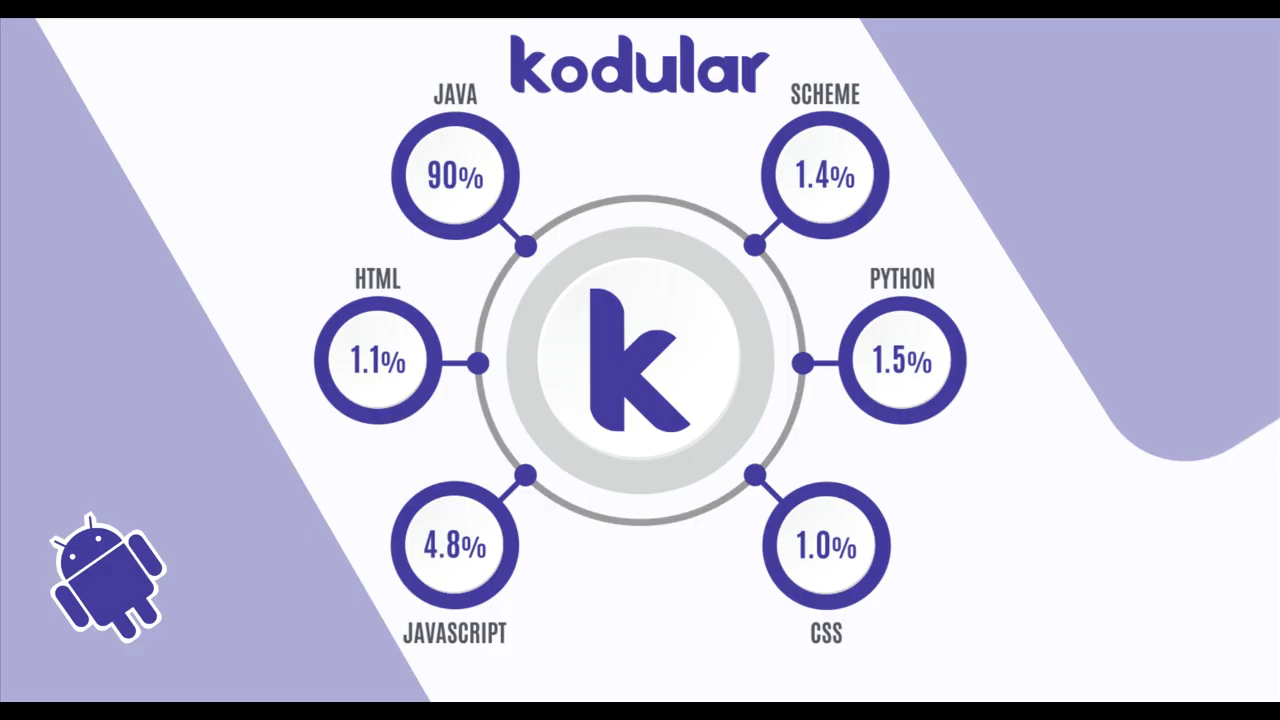 kodular
JAVA
90%
SCHEME
1.4%
HTML
1.1%
PYTHON
1.5%
k
4.8%
JAVASCRIPT
1.0%
CSS